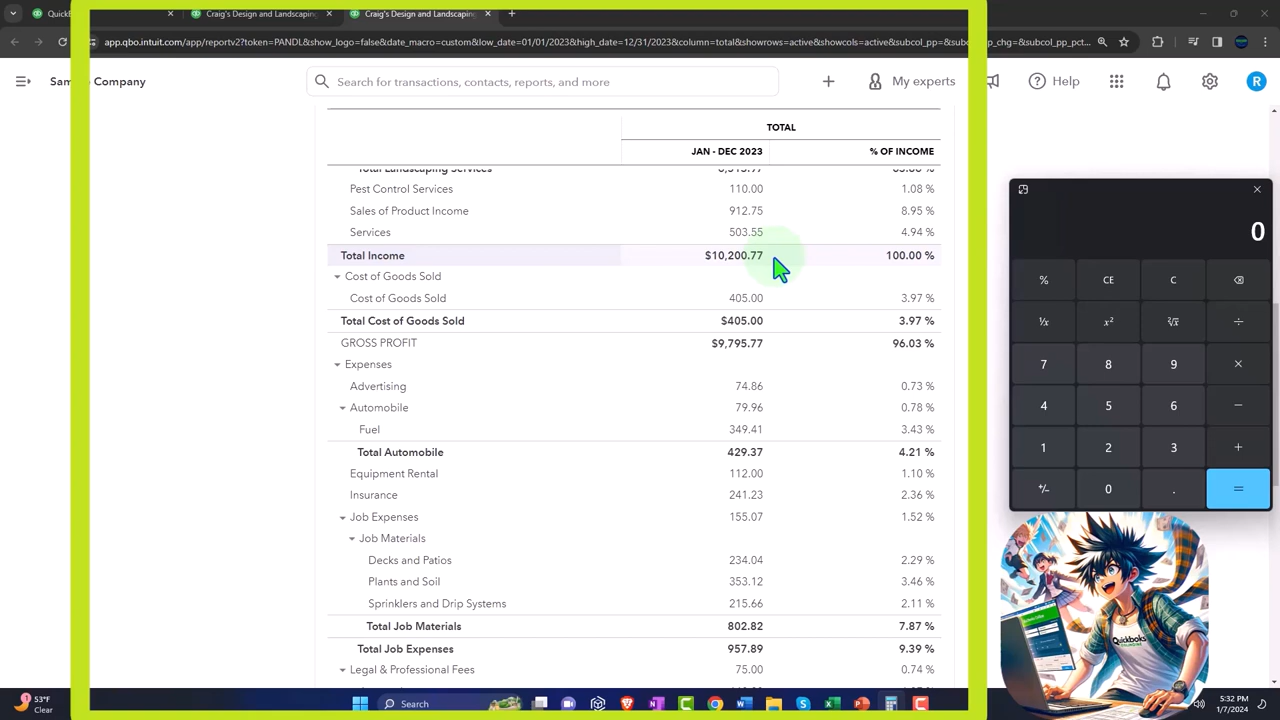 QuickB
Craig's Design and Landscaping
Craig's Design and Landscaping
app.qbo.intuit.com/app/reportv2?token=PANDL&show_logo=false&date_macro=custom&low_date=01/01/2023&high_date=12/31/2023&column=total&showrows=active&showcols=active&subcol_pp=&subcol_pp_chg=&subcol_pp_pct...
Sam Company
Search for transactions, contacts, reports, and more
My experts
Help
R
TOTAL
JAN - DEC 2023 % OF INCOME
Total Landscaping Services
Pest Control Services 110.00 1.08 %
Sales of Product Income 912.75 8.95 %
Services 503.55 4.94 %
Total Income $10,200.77 100.00 %
Cost of Goods Sold
Cost of Goods Sold 405.00 3.97 %
Total Cost of Goods Sold $405.00 3.97 %
GROSS PROFIT $9,795.77 96.03 %
Expenses
Advertising 74.86 0.73 %
Automobile 79.96 0.78 %
Fuel 349.41 3.43 %
Total Automobile 429.37 4.21 %
Equipment Rental 112.00 1.10 %
Insurance 241.23 2.36 %
Job Expenses 155.07 1.52 %
Job Materials
Decks and Patios 234.04 2.29 %
Plants and Soil 353.12 3.46 %
Sprinklers and Drip Systems 215.66 2.11 %
Total Job Materials 802.82 7.87 %
Total Job Expenses 957.89 9.39 %
Legal & Professional Fees 75.00 0.74 %
0
% CE C
¹/x x² ²√x ÷
7 8 9 ×
4 5 6 −
1 2 3 +
+/− 0 . =
Quickbooks
53°F
Clear
Search
5:32 PM
1/7/2024